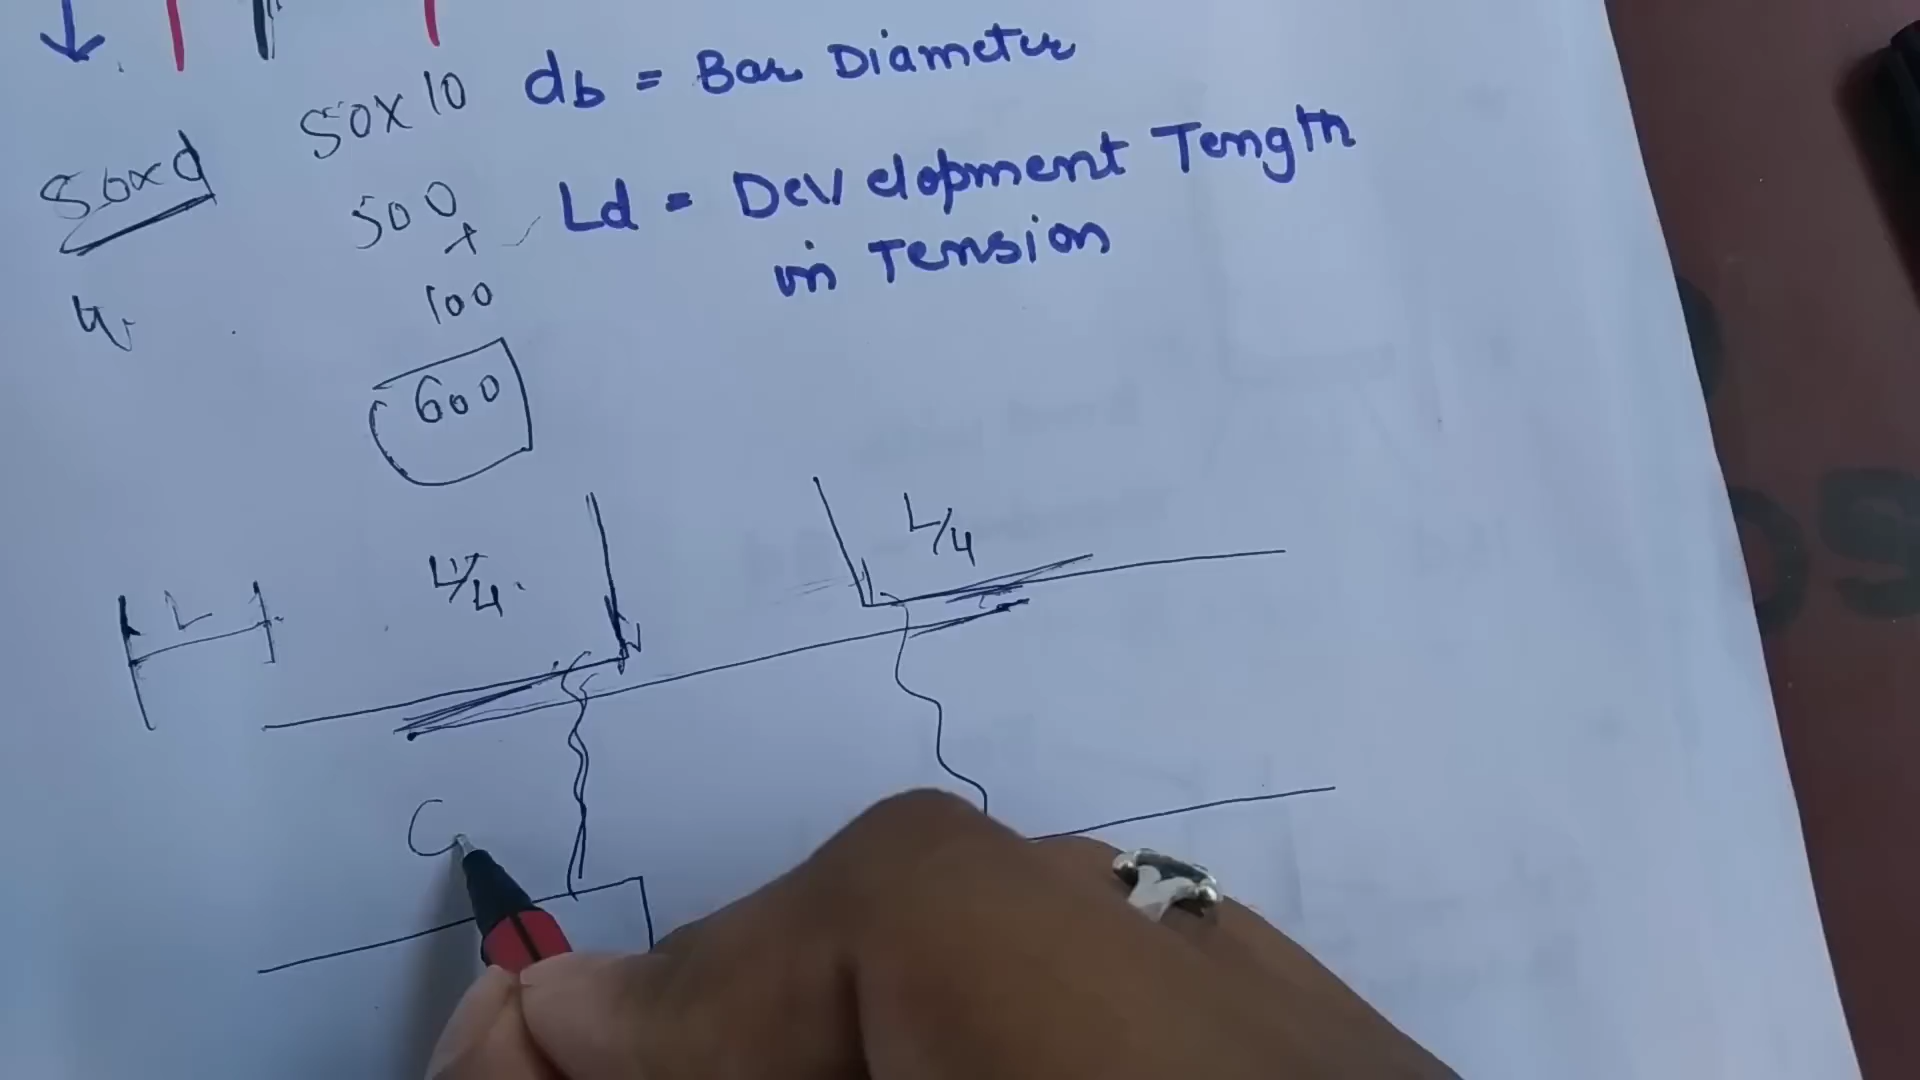 db = Bar Diameter
50x10
50xd
500
+
Ld = Development Tength
in Tension
100
600
L/4
L/4
L
C